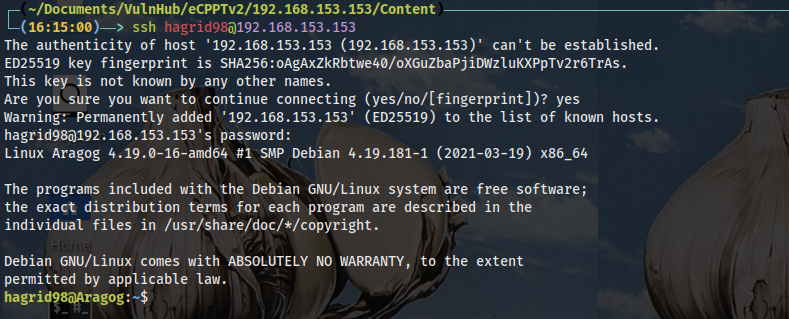 (~/Documents/VulnHub/eCPPTv2/192.168.153.153/Content)
(16:15:00)——> ssh hagrid98@192.168.153.153
The authenticity of host '192.168.153.153 (192.168.153.153)' can't be established.
ED25519 key fingerprint is SHA256:oAgAxZkRbtwe40/oXGuZbaPjiDWzluKXPpTv2r6TrAs.
This key is not known by any other names.
Are you sure you want to continue connecting (yes/no/[fingerprint])? yes
Warning: Permanently added '192.168.153.153' (ED25519) to the list of known hosts.
hagrid98@192.168.153.153's password:
Linux Aragog 4.19.0-16-amd64 #1 SMP Debian 4.19.181-1 (2021-03-19) x86_64
The programs included with the Debian GNU/Linux system are free software;
the exact distribution terms for each program are described in the
individual files in /usr/share/doc/*/copyright.
Home
Debian GNU/Linux comes with ABSOLUTELY NO WARRANTY, to the extent
permitted by applicable law.
hagrid98@Aragog:~$
$_ #_